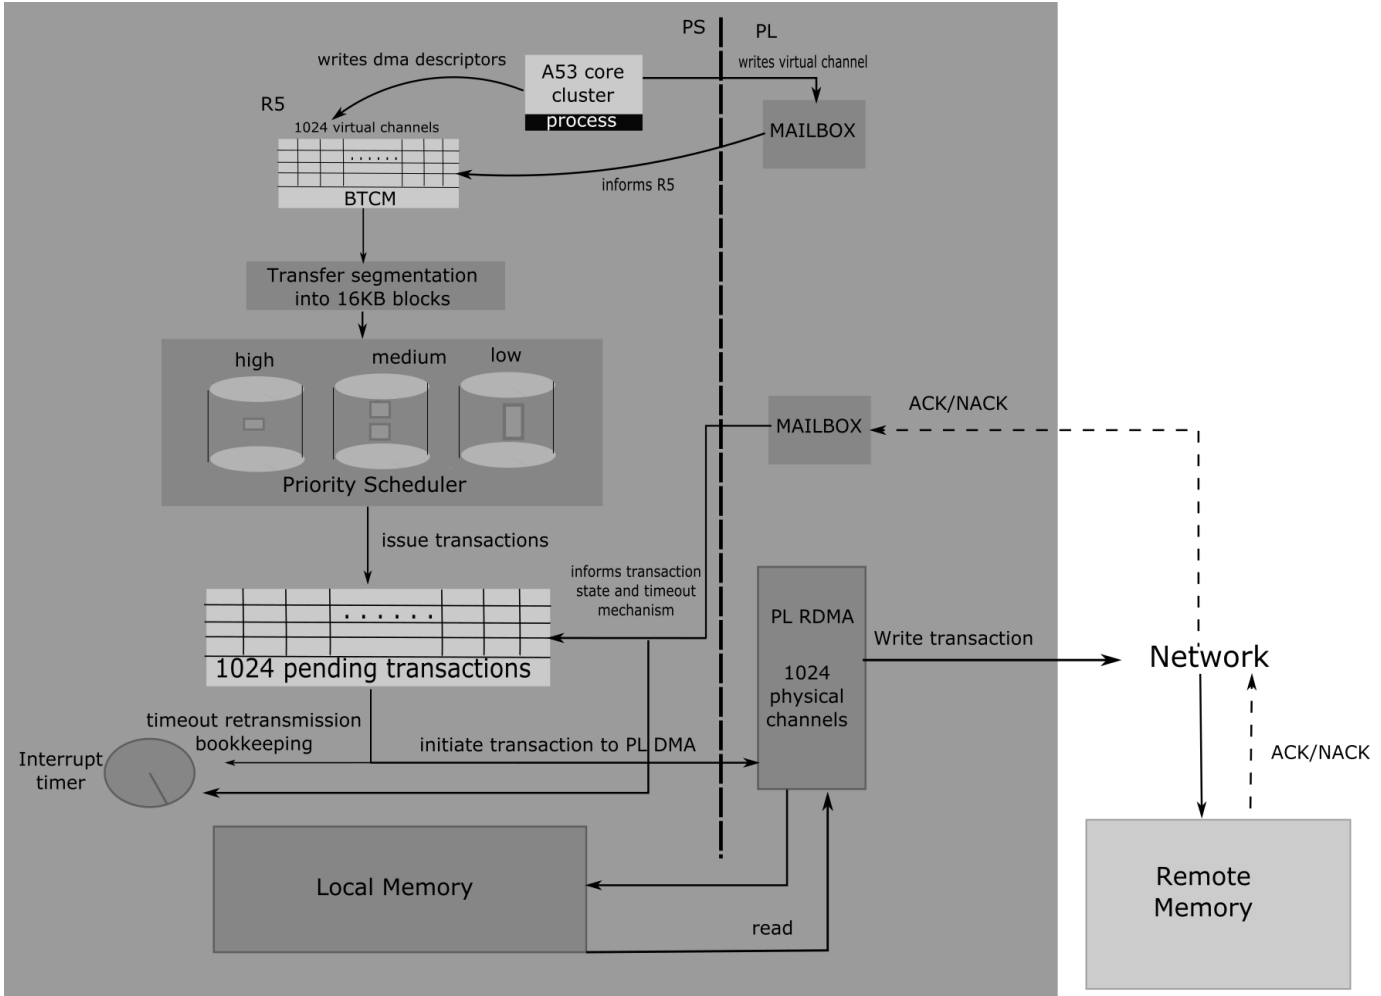 PS
PL
writes dma descriptors
A53 core
cluster
process
writes virtual channel
R5
1024 virtual channels
MAILBOX
......
BTCM
informs R5
Transfer segmentation
into 16KB blocks
high
medium
low
Priority Scheduler
MAILBOX
ACK/NACK
issue transactions
informs transaction
state and timeout
mechanism
......
1024 pending transactions
PL RDMA
1024
physical
channels
Write transaction
Network
timeout retransmission
bookkeeping
initiate transaction to PL DMA
Interrupt
timer
ACK/NACK
Local Memory
read
Remote
Memory